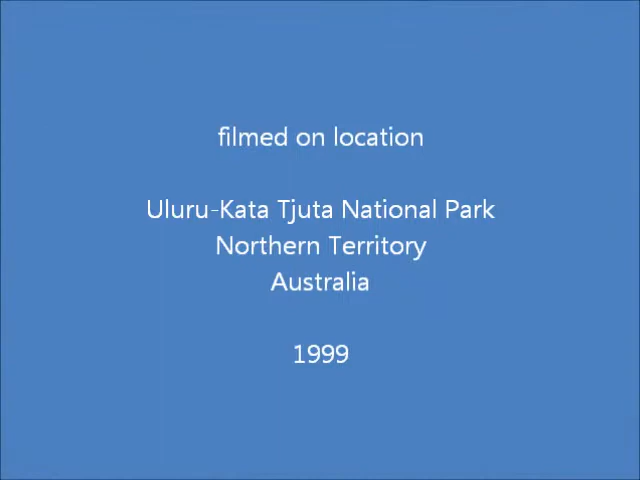 filmed on location
Uluru-Kata Tjuta National Park
Northern Territory
Australia
1999